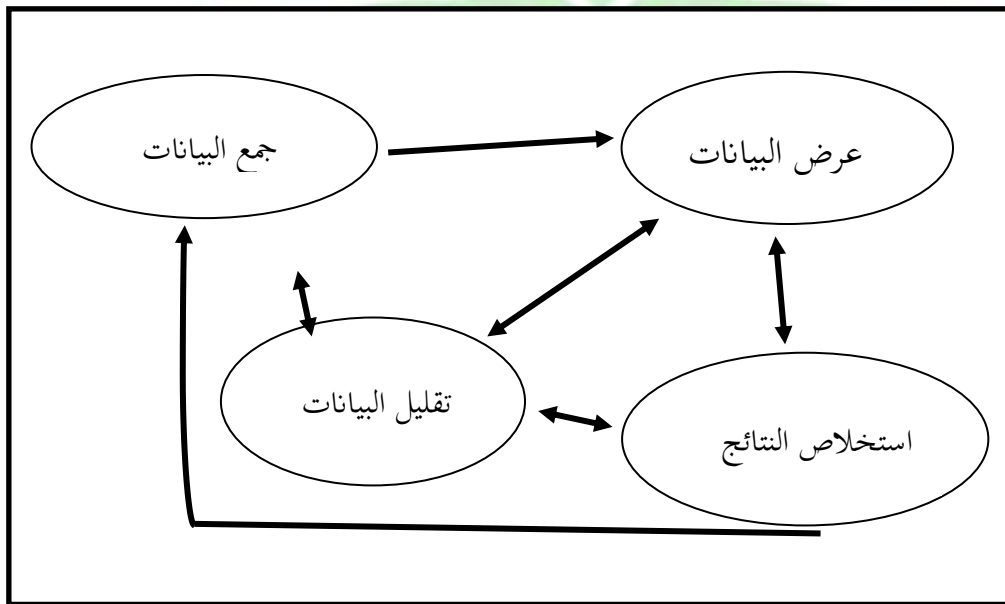 جمع البيانات
عرض البيانات
تقليل البيانات
استخلاص النتائج